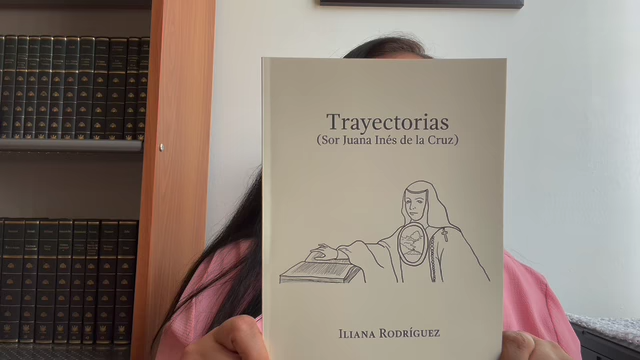 Trayectorias
(Sor Juana Inés de la Cruz)
Iliana Rodríguez